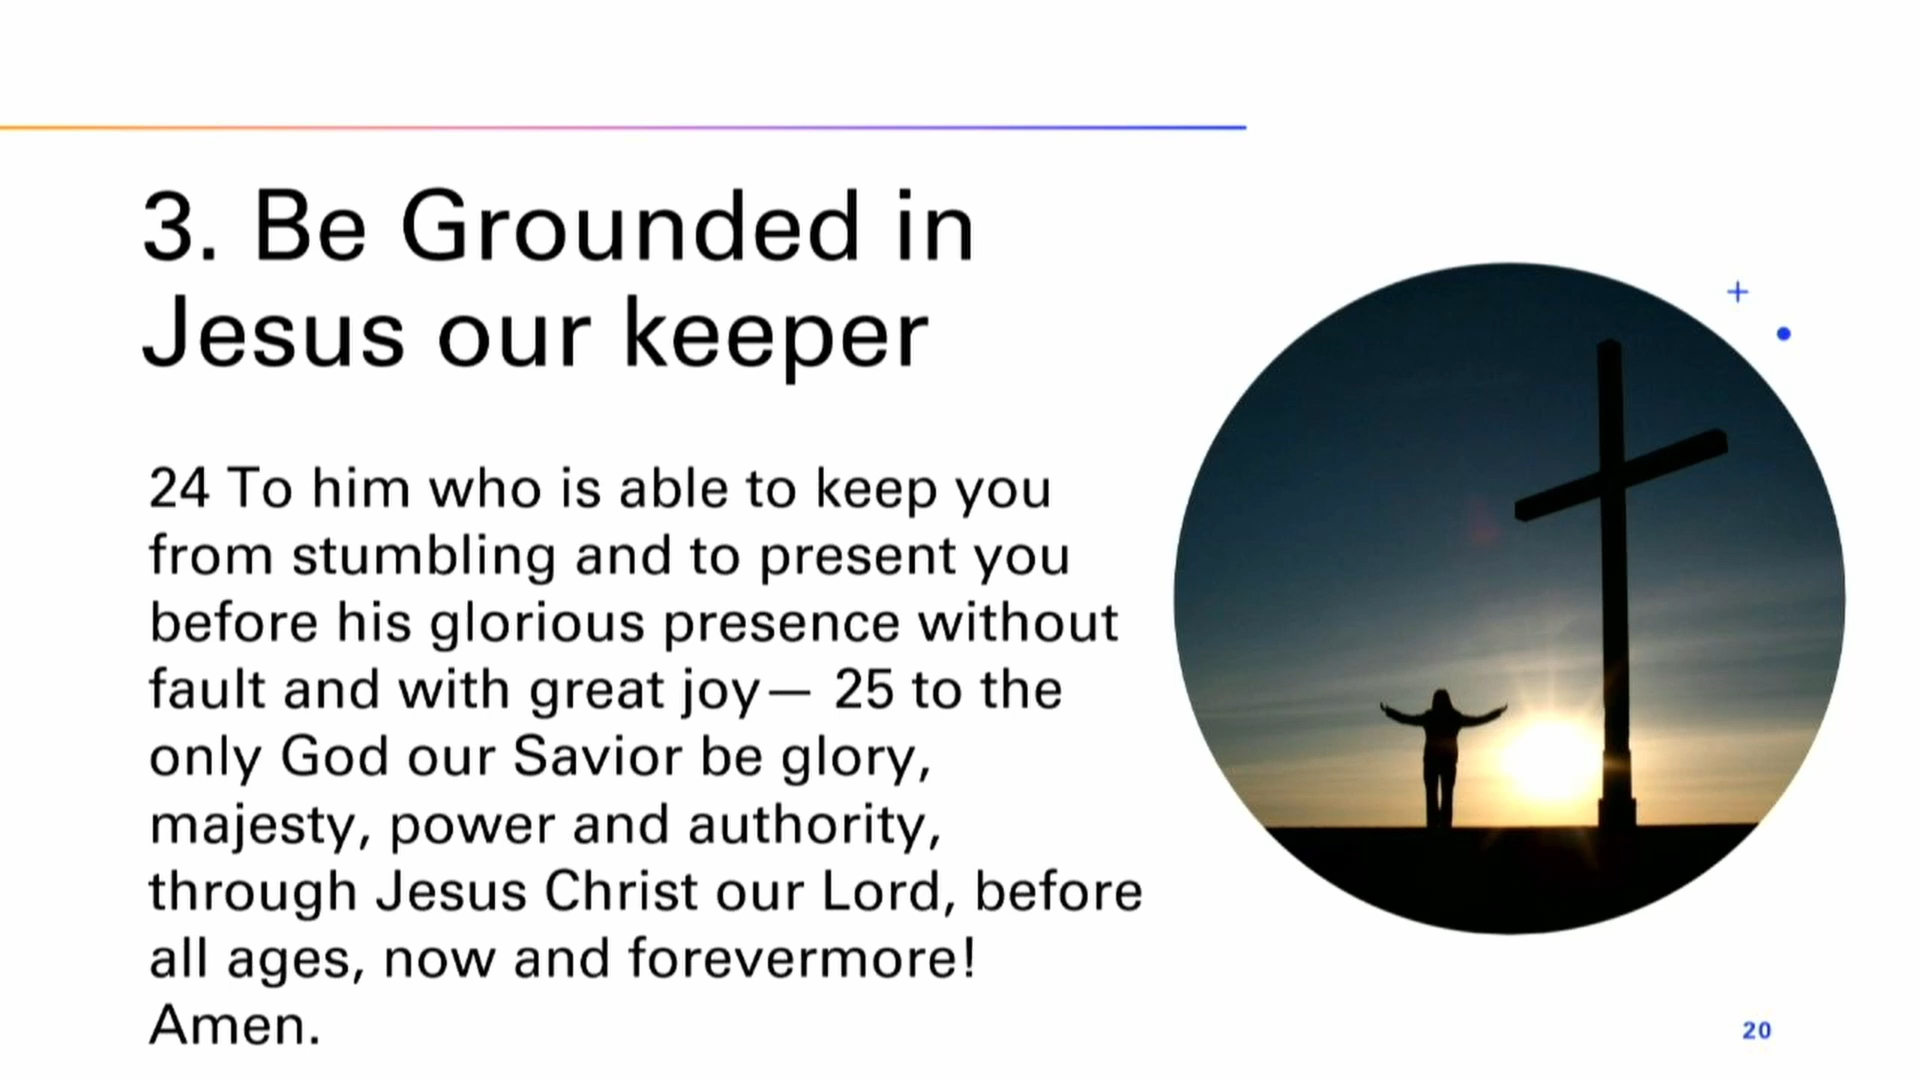 3. Be Grounded in
Jesus our keeper
24 To him who is able to keep you
from stumbling and to present you
before his glorious presence without
fault and with great joy— 25 to the
only God our Savior be glory,
majesty, power and authority,
through Jesus Christ our Lord, before
all ages, now and forevermore!
Amen.
20